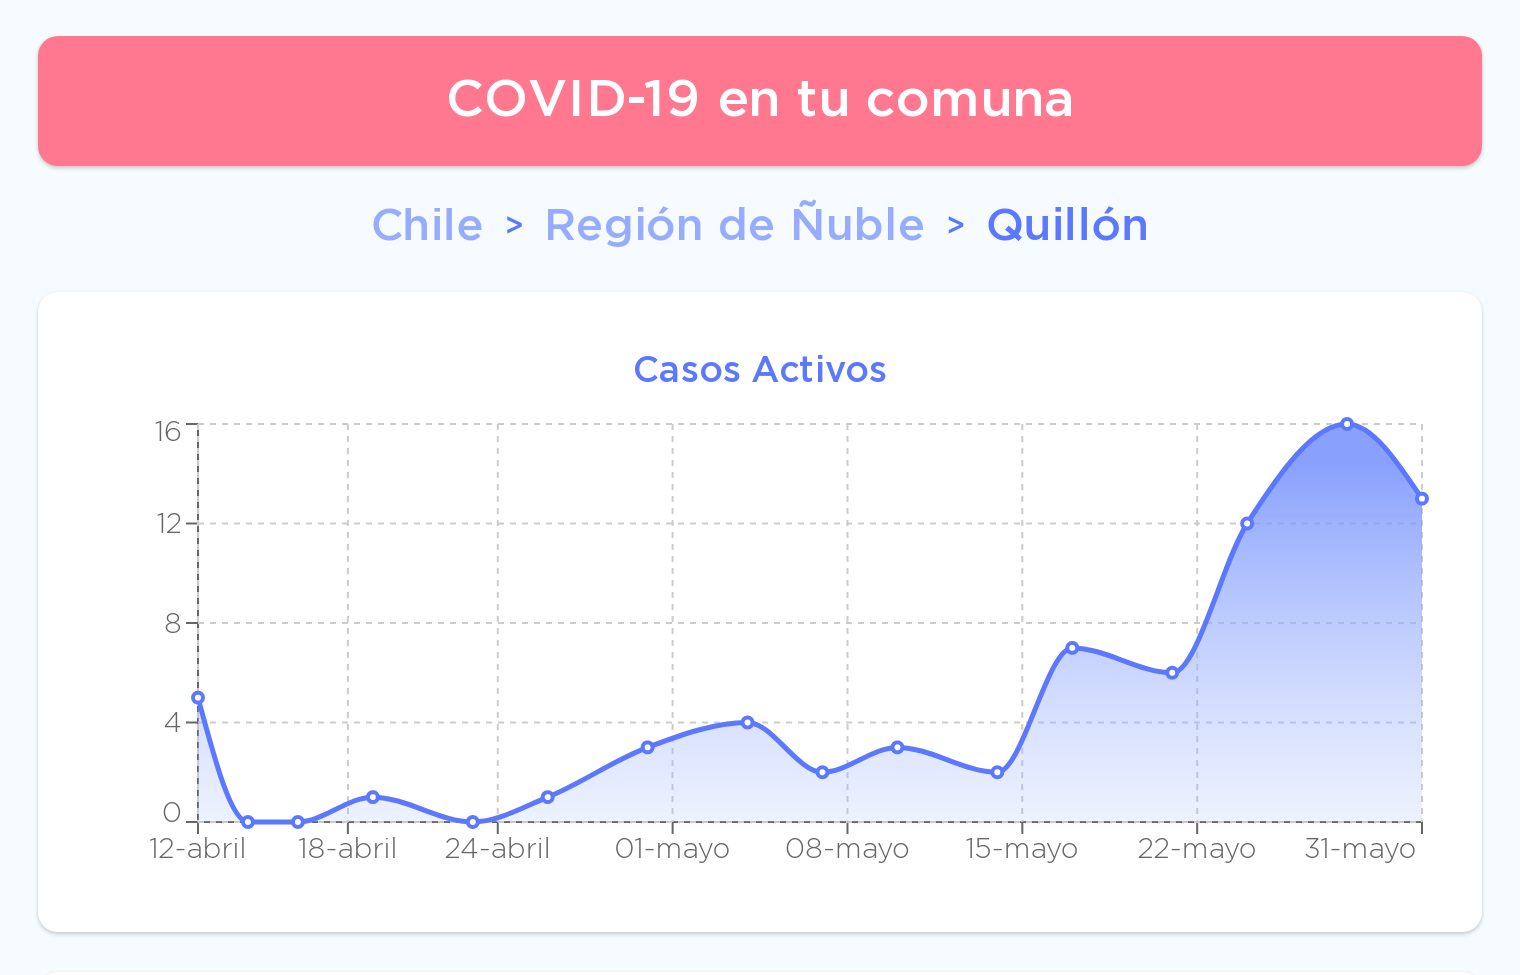 COVID-19 en tu comuna
Chile > Región de Ñuble > Quillón
Casos Activos
16
12
8
4
0
12-abril 18-abril 24-abril 01-mayo 08-mayo 15-mayo 22-mayo 31-mayo